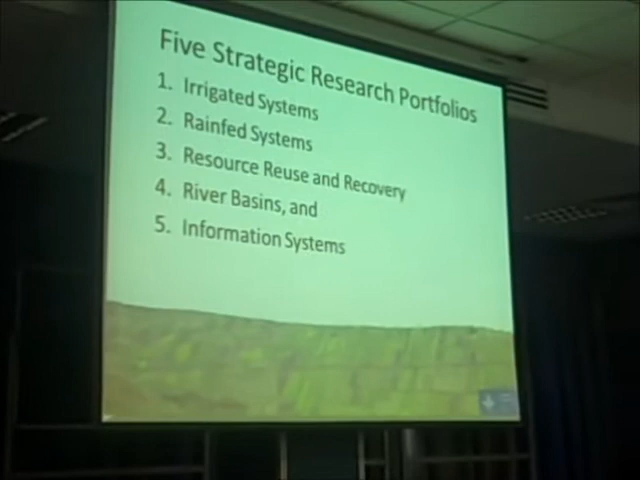 Five Strategic Research Portfolios
1. Irrigated Systems
2. Rainfed Systems
3. Resource Reuse and Recovery
4. River Basins, and
5. Information Systems